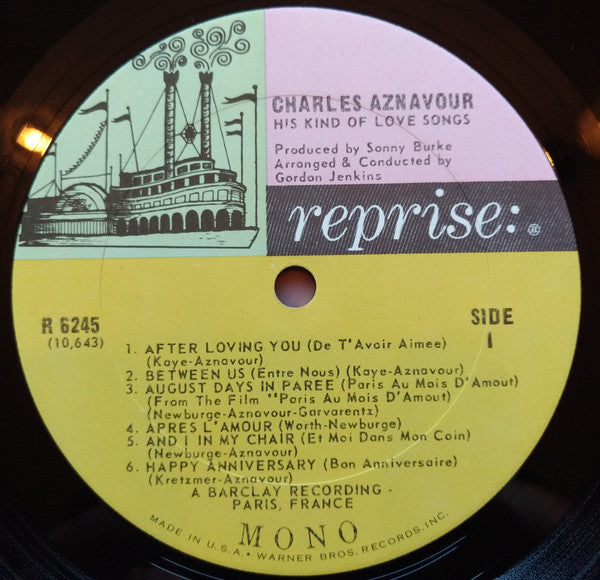 CHARLES AZNAVOUR
HIS KIND OF LOVE SONGS
Produced by Sonny Burke
Arranged & Conducted by
Gordon Jenkins
reprise:®
R 6245
(10,643)
SIDE
1
1. AFTER LOVING YOU (De T'Avoir Aimee)
(Kaye-Aznavour)
2. BETWEEN US (Entre Nous) (Kaye-Aznavour)
3. AUGUST DAYS IN PAREE (Paris Au Mois D'Amout)
(From The Film "Paris Au Mois D'Amout)
(Newburge-Aznavour-Garvarentz)
4. APRES L'AMOUR (Worth-Newburge)
5. AND I IN MY CHAIR (Et Moi Dans Mon Coin)
(Newburge-Aznavour)
6. HAPPY ANNIVERSARY (Bon Anniversaire)
(Kretzmer-Aznavour)
A BARCLAY RECORDING -
PARIS, FRANCE
MONO
MADE IN U.S.A. • WARNER BROS. RECORDS, INC.